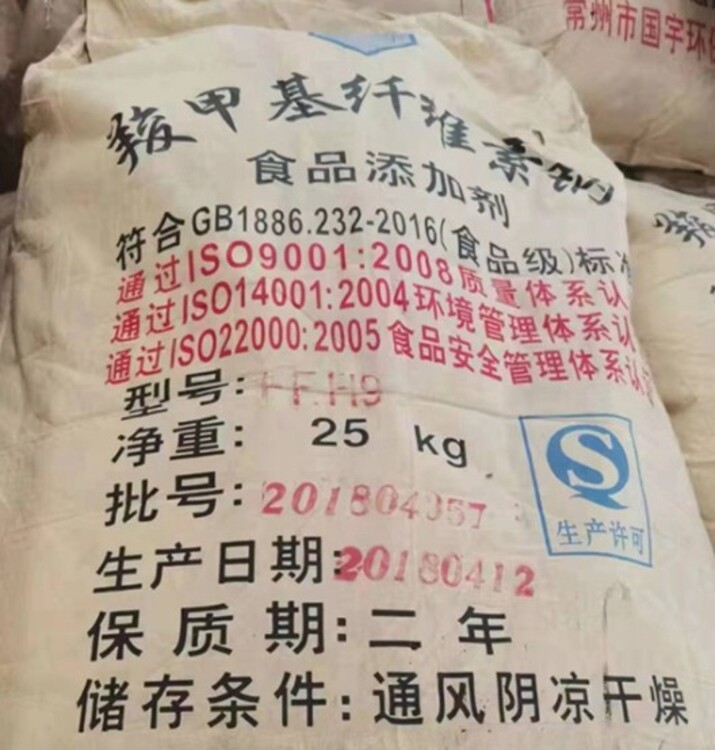 常州市国宇环
羧甲基纤维素钠
食品添加剂
符合GB1886.232-2016(食品级)标准
通过ISO9001:2008质量体系认
通过ISO14001:2004环境管理体系认
通过ISO22000:2005食品安全管理体系认证
型号:FF.H9
净重: 25 kg
批号:201804357
生产许可
生产日期:20180412
保质期:二年
储存条件:通风阴凉干燥
羧